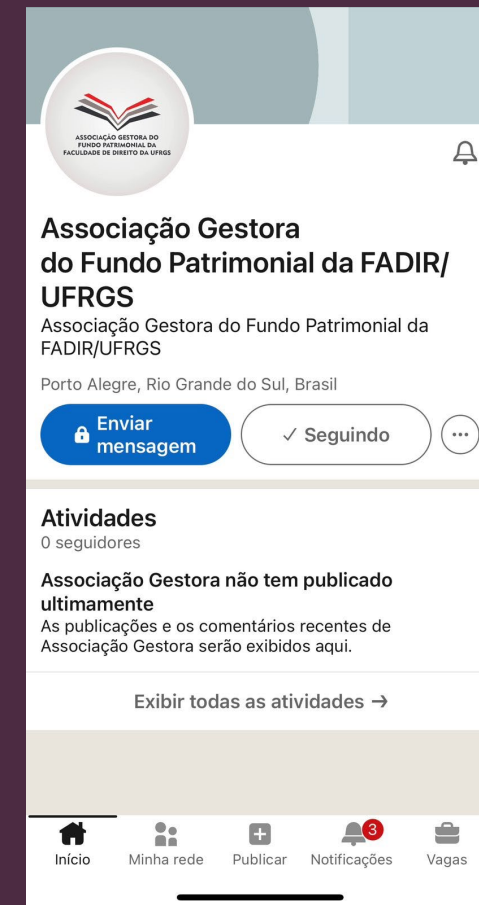 ASSOCIAÇÃO GESTORA DO
FUNDO PATRIMONIAL DA
FACULDADE DE DIREITO DA UFRGS
Associação Gestora
do Fundo Patrimonial da FADIR/
UFRGS
Associação Gestora do Fundo Patrimonial da
FADIR/UFRGS
Porto Alegre, Rio Grande do Sul, Brasil
Enviar
mensagem
✓ Seguindo
Atividades
0 seguidores
Associação Gestora não tem publicado
ultimamente
As publicações e os comentários recentes de
Associação Gestora serão exibidos aqui.
Exibir todas as atividades →
3
Início Minha rede Publicar Notificações Vagas